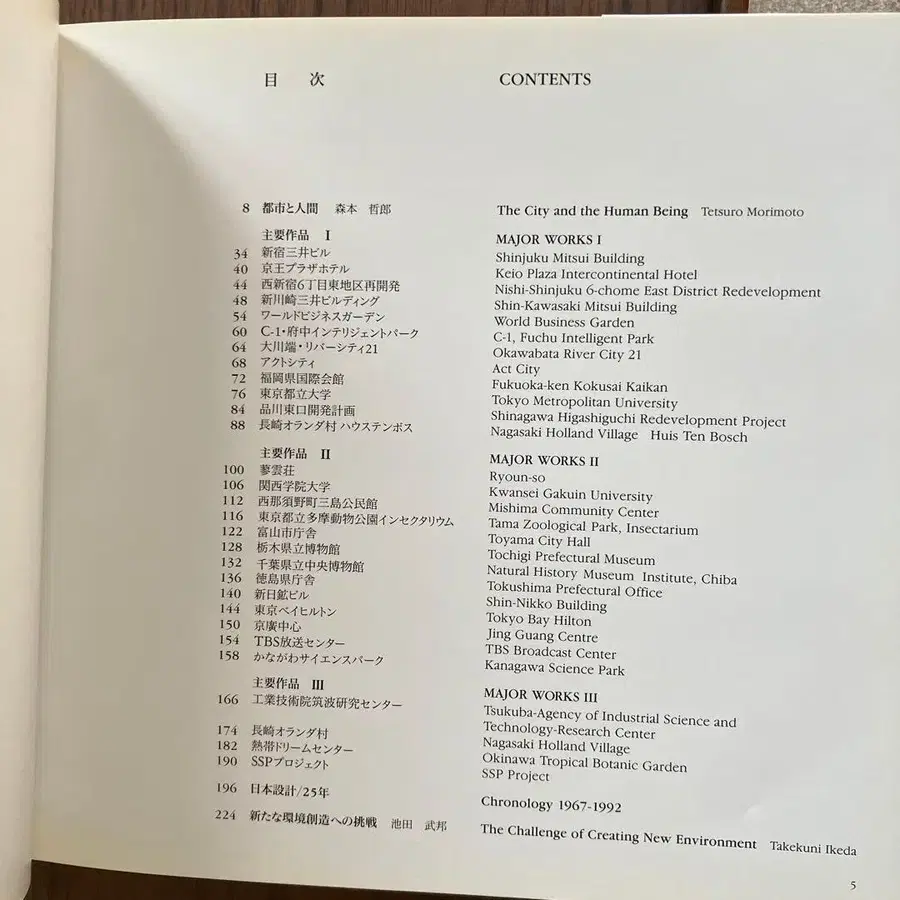 目 次
8 都市と人間 森本 哲郎
主要作品 I
34 新宿三井ビル
40 京王プラザホテル
44 西新宿6丁目東地区再開発
48 新川崎三井ビルディング
54 ワールドビジネスガーデン
60 C-1・府中インテリジェントパーク
64 大川端・リバーシティ21
68 アクトシティ
72 福岡県国際会館
76 東京都立大学
84 品川東口開発計画
88 長崎オランダ村 ハウステンボス
主要作品 II
100 蓼雲荘
106 関西学院大学
112 西那須野町三島公民館
116 東京都立多摩動物公園インセクタリウム
122 富山市庁舎
128 栃木県立博物館
132 千葉県立中央博物館
136 徳島県庁舎
140 新日鉱ビル
144 東京ベイヒルトン
150 京廣中心
154 TBS放送センター
158 かながわサイエンスパーク
主要作品 III
166 工業技術院筑波研究センター
174 長崎オランダ村
182 熱帯ドリームセンター
190 SSPプロジェクト
196 日本設計/25年
224 新たな環境創造への挑戦 池田 武邦
CONTENTS
The City and the Human Being Tetsuro Morimoto
MAJOR WORKS I
Shinjuku Mitsui Building
Keio Plaza Intercontinental Hotel
Nishi-Shinjuku 6-chome East District Redevelopment
Shin-Kawasaki Mitsui Building
World Business Garden
C-1, Fuchu Intelligent Park
Okawabata River City 21
Act City
Fukuoka-ken Kokusai Kaikan
Tokyo Metropolitan University
Shinagawa Higashiguchi Redevelopment Project
Nagasaki Holland Village Huis Ten Bosch
MAJOR WORKS II
Ryoun-so
Kwansei Gakuin University
Mishima Community Center
Tama Zoological Park, Insectarium
Toyama City Hall
Tochigi Prefectural Museum
Natural History Museum Institute, Chiba
Tokushima Prefectural Office
Shin-Nikko Building
Tokyo Bay Hilton
Jing Guang Centre
TBS Broadcast Center
Kanagawa Science Park
MAJOR WORKS III
Tsukuba-Agency of Industrial Science and
Technology-Research Center
Nagasaki Holland Village
Okinawa Tropical Botanic Garden
SSP Project
Chronology 1967-1992
The Challenge of Creating New Environment Takekuni Ikeda
5